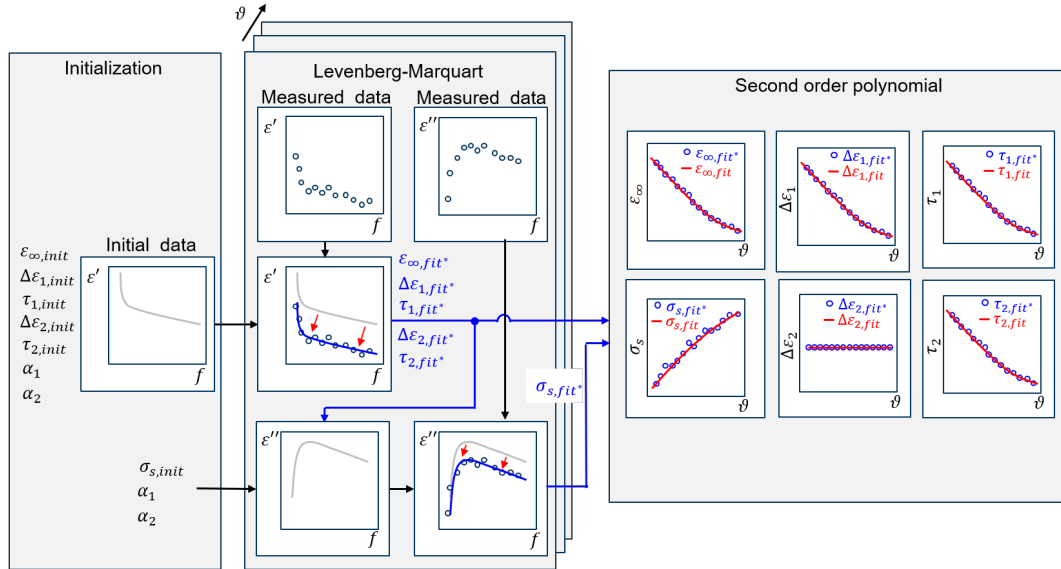 ϑ
Initialization
Levenberg-Marquart
Second order polynomial
Measured data
Measured data
ε′
f
ε′′
f
Initial data
ε∞,init
Δε1,init
τ1,init
Δε2,init
τ2,init
α1
α2
ε′
f
ε′
f
ε∞,fit*
Δε1,fit*
τ1,fit*
Δε2,fit*
τ2,fit*
σs,fit*
σs,init
α1
α2
ε′′
f
ε′′
f
ε∞
ε∞,fit*
ε∞,fit
ϑ
Δε1
Δε1,fit*
Δε1,fit
τ1
τ1,fit*
τ1,fit
ϑ
σs
σs,fit*
σs,fit
ϑ
Δε2
Δε2,fit*
Δε2,fit
ϑ
τ2
τ2,fit*
τ2,fit
ϑ